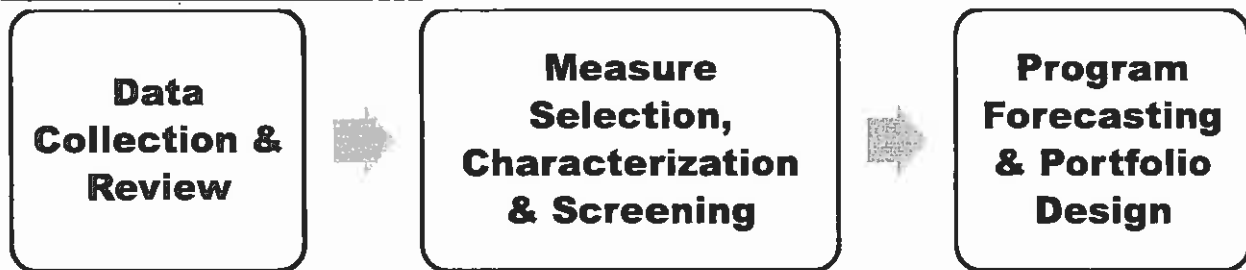 Data
Collection &
Review
Measure
Selection,
Characterization
& Screening
Program
Forecasting
& Portfolio
Design